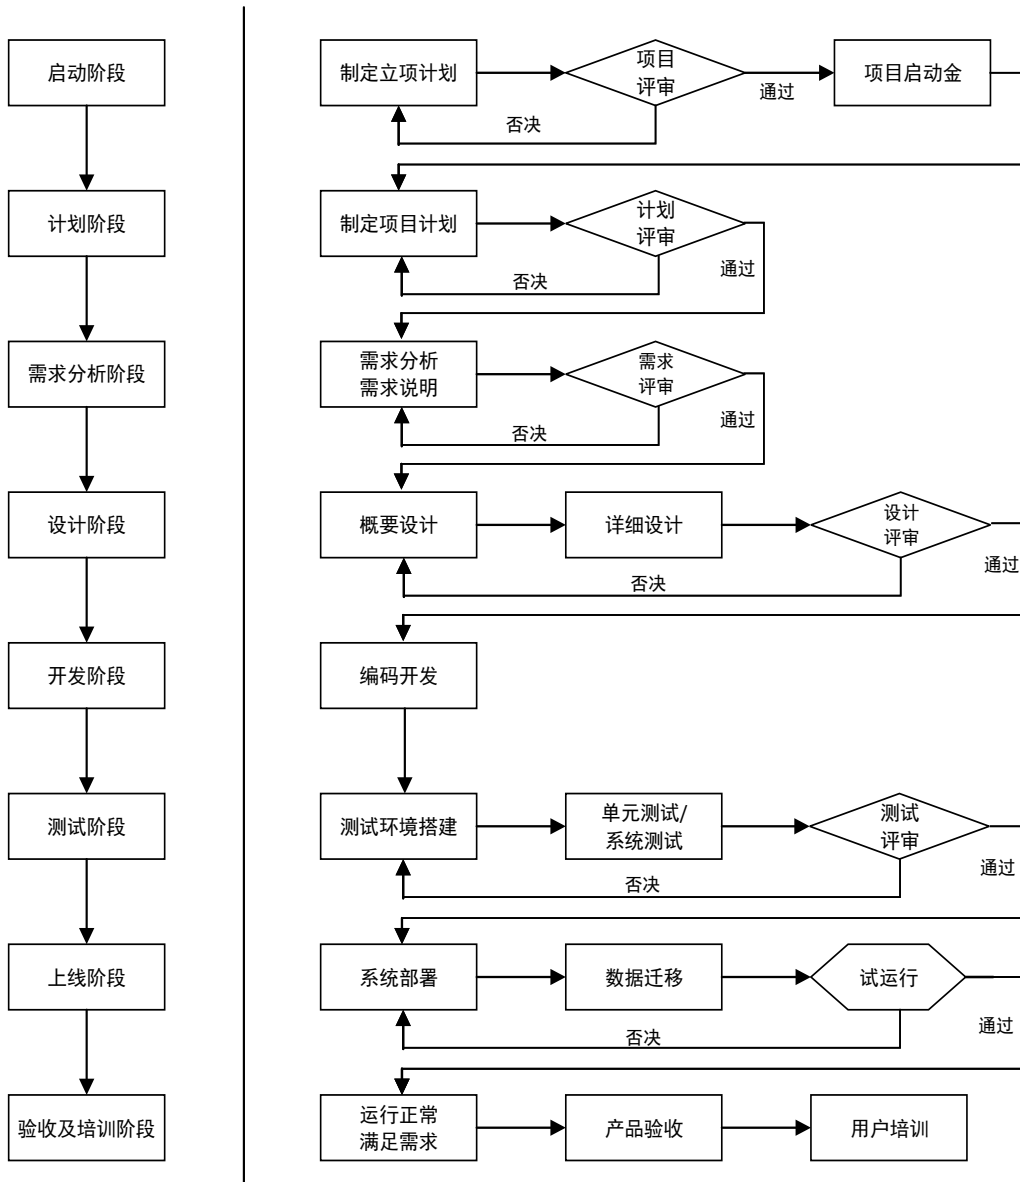 启动阶段
制定立项计划
项目
评审
通过
项目启动金
否决
计划阶段
制定项目计划
计划
评审
通过
否决
需求分析阶段
需求分析
需求说明
需求
评审
通过
否决
设计阶段
概要设计
详细设计
设计
评审
通过
否决
开发阶段
编码开发
测试阶段
测试环境搭建
单元测试/
系统测试
测试
评审
通过
否决
上线阶段
系统部署
数据迁移
试运行
通过
否决
验收及培训阶段
运行正常
满足需求
产品验收
用户培训